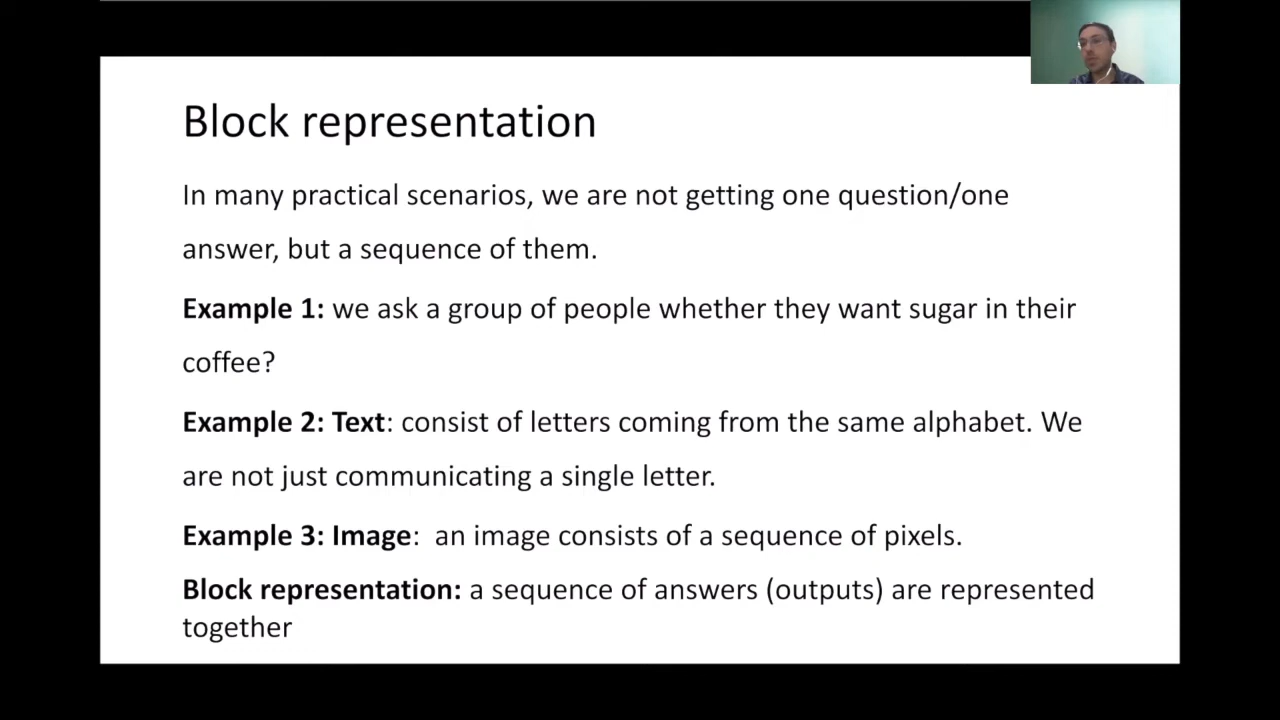 Block representation
In many practical scenarios, we are not getting one question/one
answer, but a sequence of them.
Example 1: we ask a group of people whether they want sugar in their
coffee?
Example 2: Text: consist of letters coming from the same alphabet. We
are not just communicating a single letter.
Example 3: Image:  an image consists of a sequence of pixels.
Block representation: a sequence of answers (outputs) are represented
together